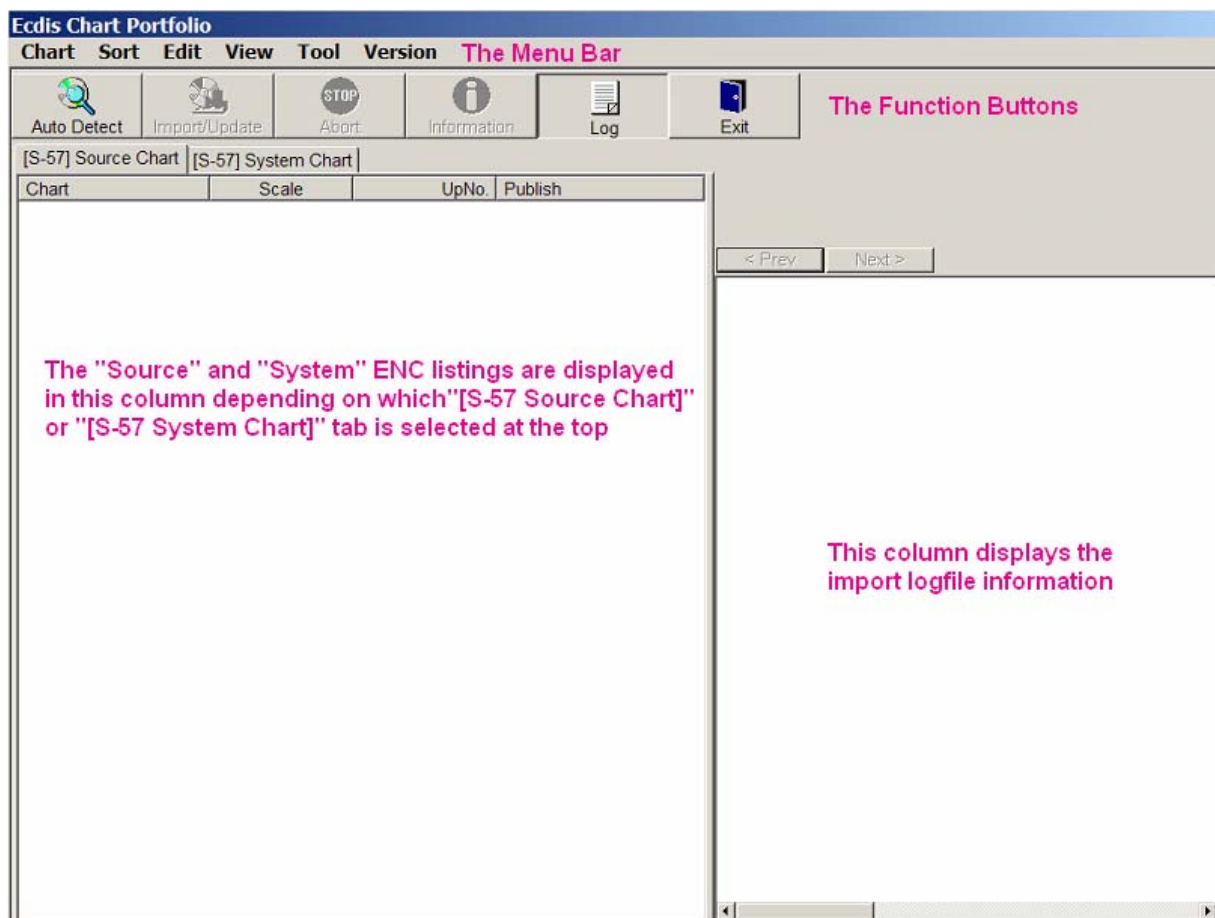 Ecdis Chart Portfolio
Chart Sort Edit View Tool Version The Menu Bar
STOP
Auto Detect Import/Update Abort Information Log Exit The Function Buttons
[S-57] Source Chart [S-57] System Chart
Chart Scale UpNo. Publish
< Prev Next >
The "Source" and "System" ENC listings are displayed
in this column depending on which"[S-57 Source Chart]"
or "[S-57 System Chart]" tab is selected at the top
This column displays the
import logfile information